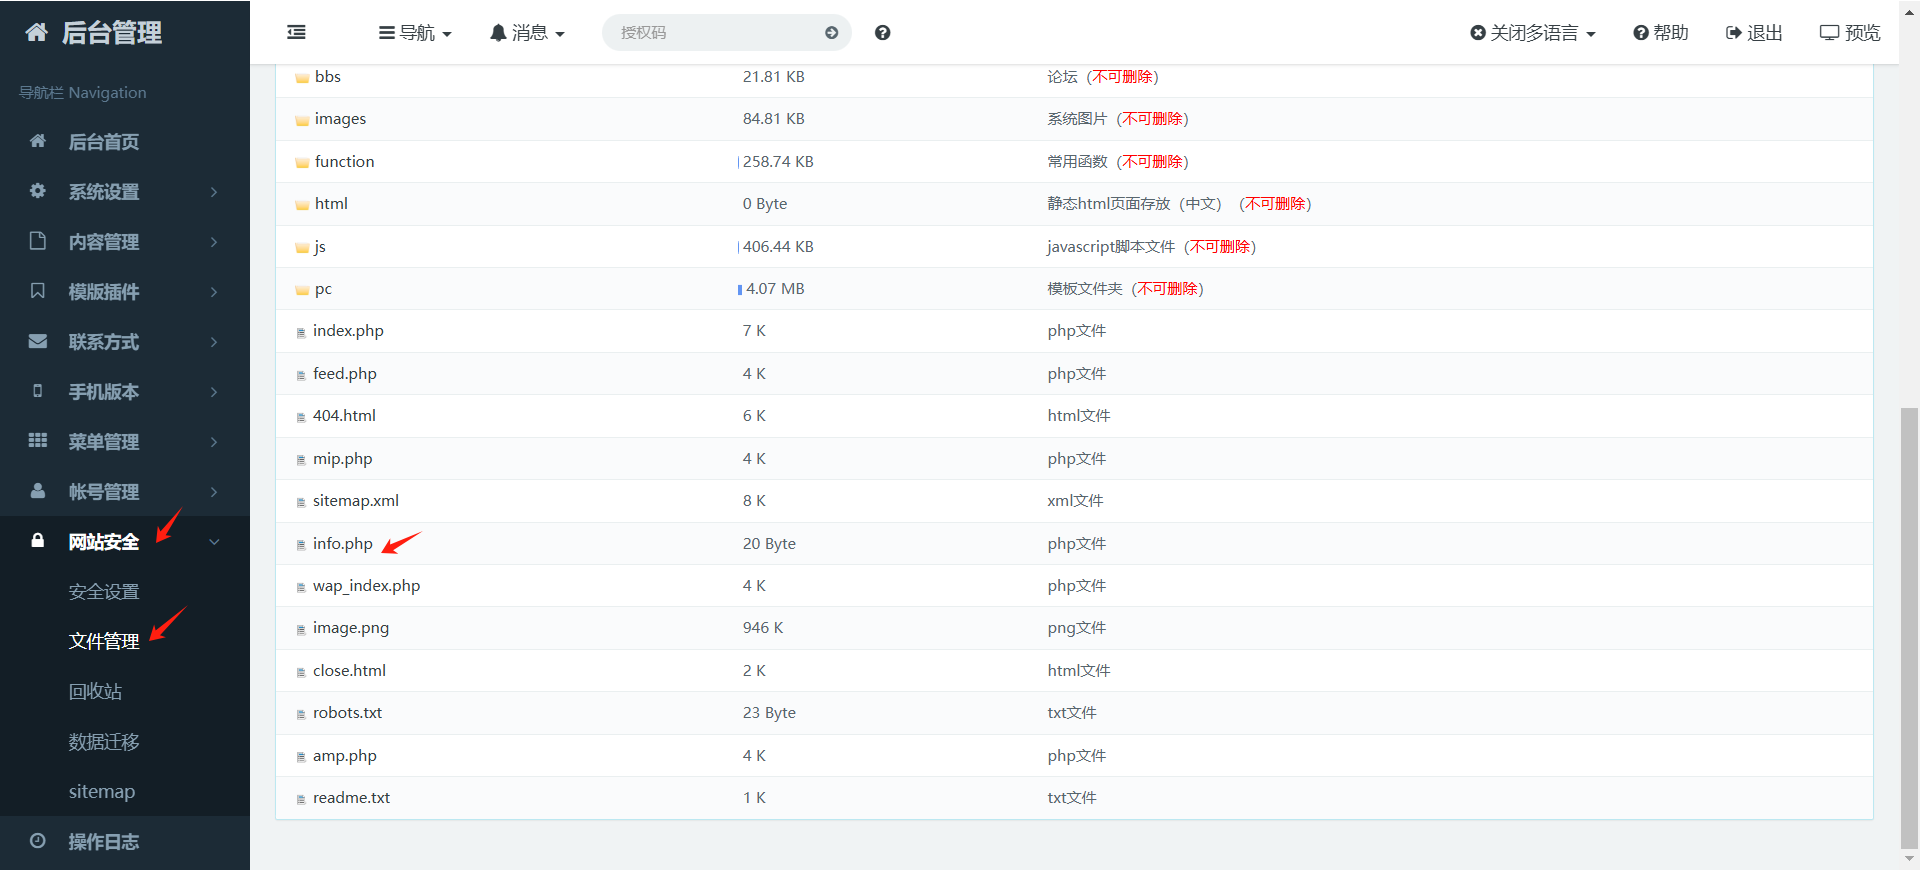 后台管理
导航 消息 授权码 关闭多语言 帮助 退出 预览
导航栏 Navigation
后台首页
系统设置
内容管理
模版插件
联系方式
手机版本
菜单管理
帐号管理
网站安全
安全设置
文件管理
回收站
数据迁移
sitemap
操作日志
bbs 21.81 KB 论坛（不可删除）
images 84.81 KB 系统图片（不可删除）
function 258.74 KB 常用函数（不可删除）
html 0 Byte 静态html页面存放（中文）（不可删除）
js 406.44 KB javascript脚本文件（不可删除）
pc 4.07 MB 模板文件夹（不可删除）
index.php 7 K php文件
feed.php 4 K php文件
404.html 6 K html文件
mip.php 4 K php文件
sitemap.xml 8 K xml文件
info.php 20 Byte php文件
wap_index.php 4 K php文件
image.png 946 K png文件
close.html 2 K html文件
robots.txt 23 Byte txt文件
amp.php 4 K php文件
readme.txt 1 K txt文件